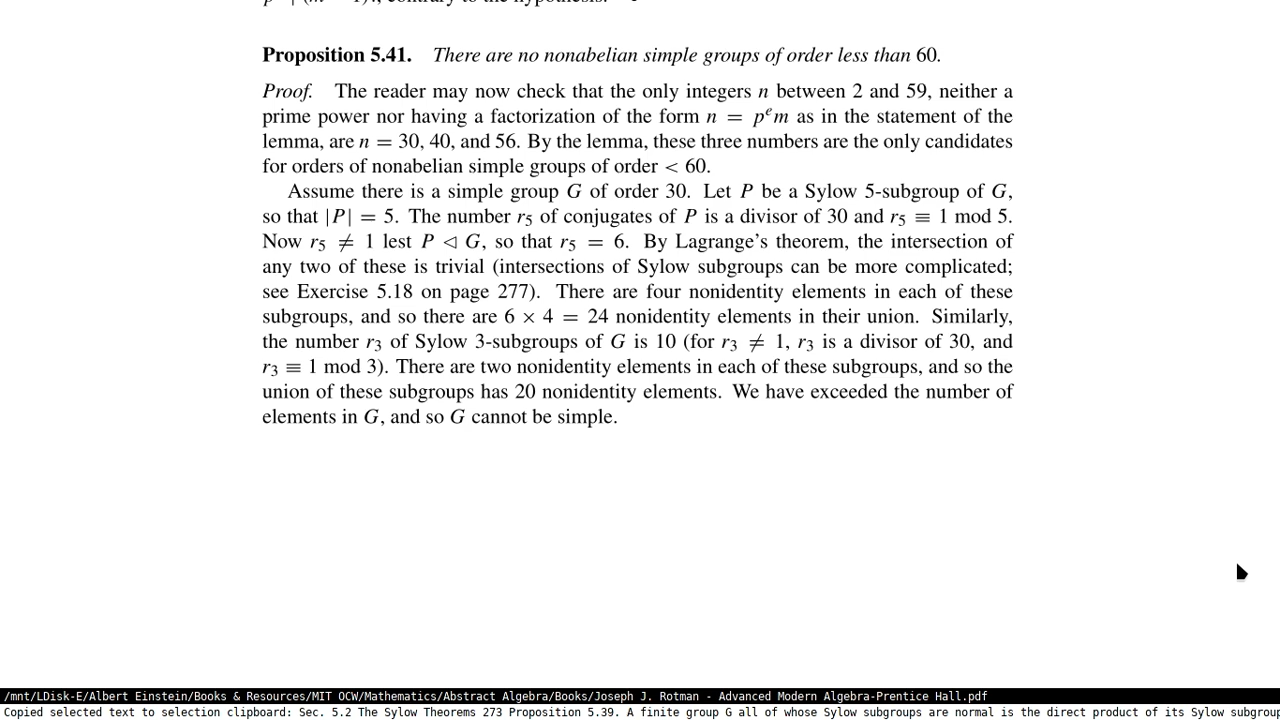 contrary to the hypothesis.
Proposition 5.41. There are no nonabelian simple groups of order less than 60.
Proof. The reader may now check that the only integers n between 2 and 59, neither a
prime power nor having a factorization of the form n = pᵉm as in the statement of the
lemma, are n = 30, 40, and 56. By the lemma, these three numbers are the only candidates
for orders of nonabelian simple groups of order < 60.
Assume there is a simple group G of order 30. Let P be a Sylow 5-subgroup of G,
so that |P| = 5. The number r₅ of conjugates of P is a divisor of 30 and r₅ ≡ 1 mod 5.
Now r₅ ≠ 1 lest P ◁ G, so that r₅ = 6. By Lagrange's theorem, the intersection of
any two of these is trivial (intersections of Sylow subgroups can be more complicated;
see Exercise 5.18 on page 277). There are four nonidentity elements in each of these
subgroups, and so there are 6 × 4 = 24 nonidentity elements in their union. Similarly,
the number r₃ of Sylow 3-subgroups of G is 10 (for r₃ ≠ 1, r₃ is a divisor of 30, and
r₃ ≡ 1 mod 3). There are two nonidentity elements in each of these subgroups, and so the
union of these subgroups has 20 nonidentity elements. We have exceeded the number of
elements in G, and so G cannot be simple.
/mnt/LDisk-E/Albert Einstein/Books & Resources/MIT OCW/Mathematics/Abstract Algebra/Books/Joseph J. Rotman - Advanced Modern Algebra-Prentice Hall.pdf
Copied selected text to selection clipboard: Sec. 5.2 The Sylow Theorems 273 Proposition 5.39. A finite group G all of whose Sylow subgroups are normal is the direct product of its Sylow subgrou